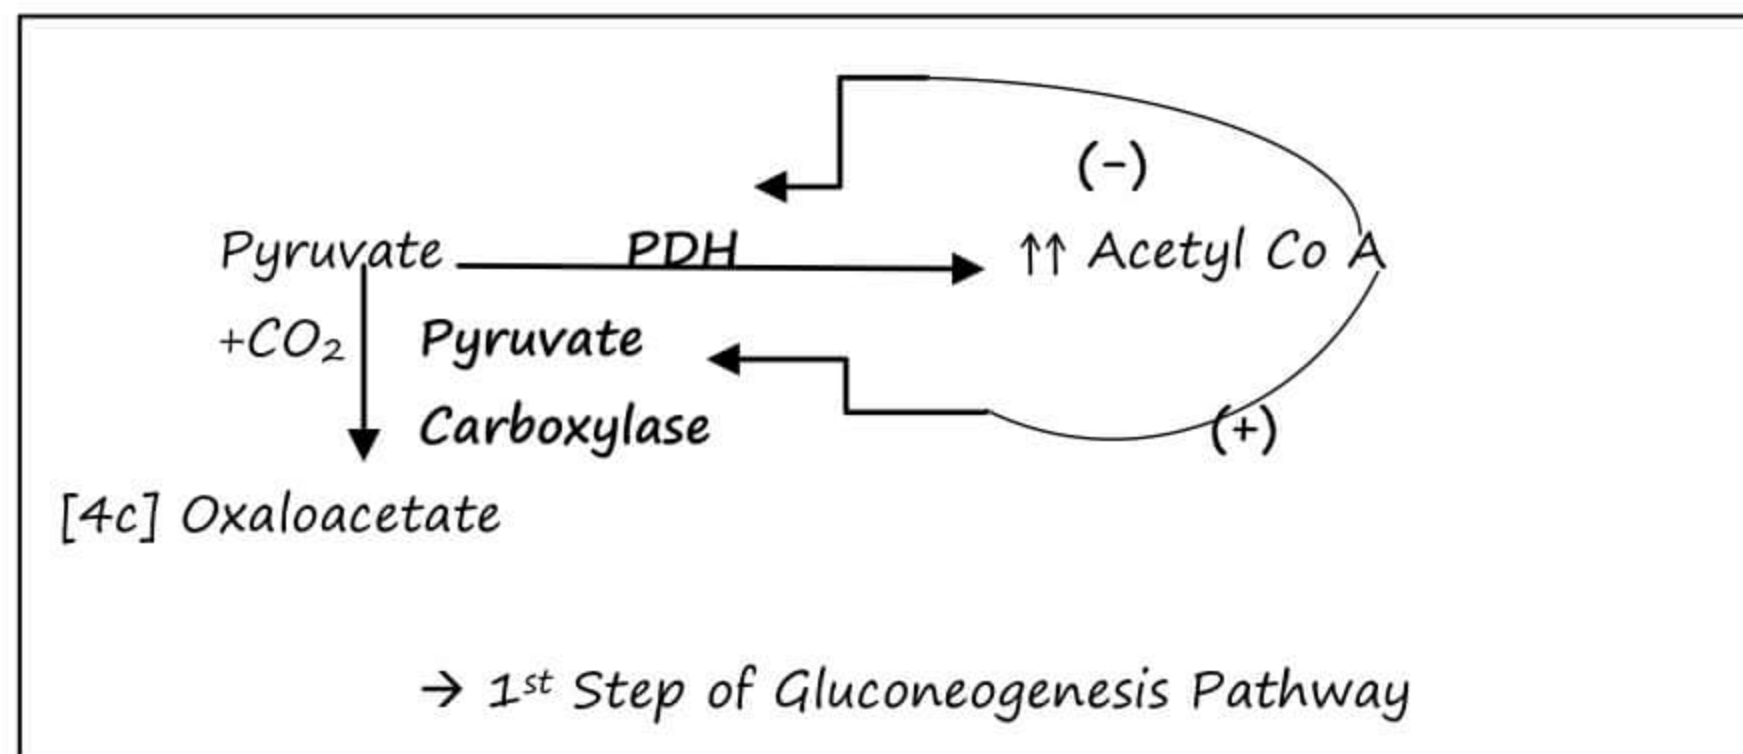 (-)
Pyruvate PDH ↑↑ Acetyl Co A
+CO₂ Pyruvate
Carboxylase
(+)
[4c] Oxaloacetate
→ 1ˢᵗ Step of Gluconeogenesis Pathway